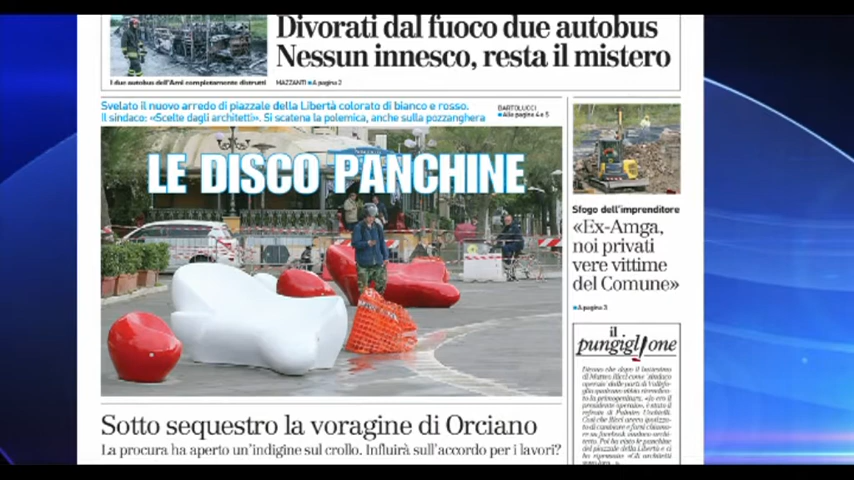 Divorati dal fuoco due autobus
Nessun innesco, resta il mistero
I due autobus dell'Ami completamente distrutti
MAZZANTI ■ A pagina 2
Svelato il nuovo arredo di piazzale della Libertà colorato di bianco e rosso.
Il sindaco: «Scelte dagli architetti». Si scatena la polemica, anche sulla pozzanghera
BARTOLUCCI
■ Alle pagine 4 e 5
LE DISCO PANCHINE
Sfogo dell'imprenditore
«Ex-Amga,
noi privati
vere vittime
del Comune»
■ A pagina 3
il
pungiglione
Sotto sequestro la voragine di Orciano
La procura ha aperto un'indigine sul crollo. Influirà sull'accordo per i lavori?